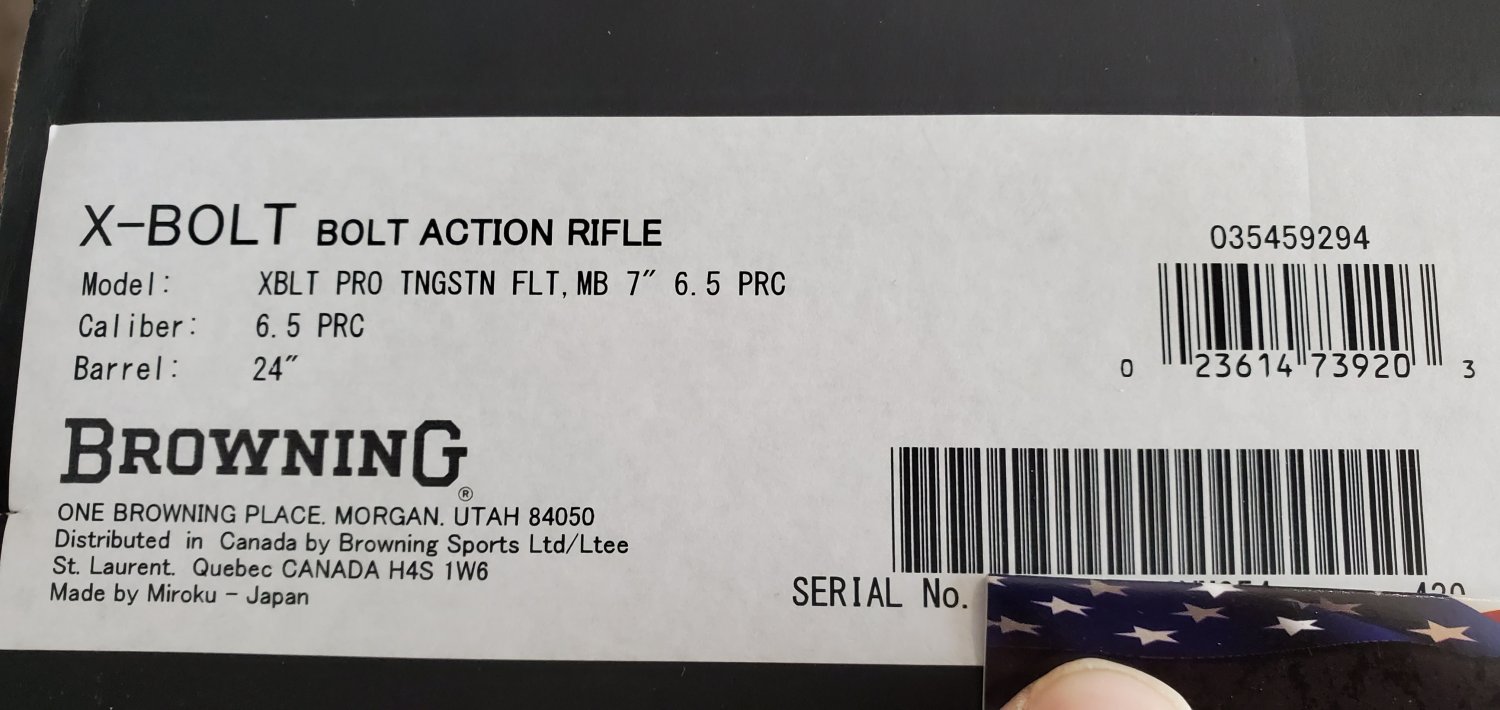 X-BOLT BOLT ACTION RIFLE
Model: XBLT PRO TNGSTN FLT, MB 7" 6.5 PRC
Caliber: 6.5 PRC
Barrel: 24"
035459294
0 23614 73920 3
BROWNING®
ONE BROWNING PLACE. MORGAN. UTAH 84050
Distributed in Canada by Browning Sports Ltd/Ltee
St. Laurent. Quebec CANADA H4S 1W6
Made by Miroku - Japan
SERIAL No.